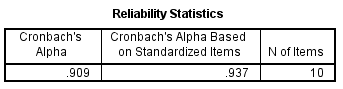 Reliability Statistics
Cronbach's Alpha Cronbach's Alpha Based on Standardized Items N of Items
.909 .937 10